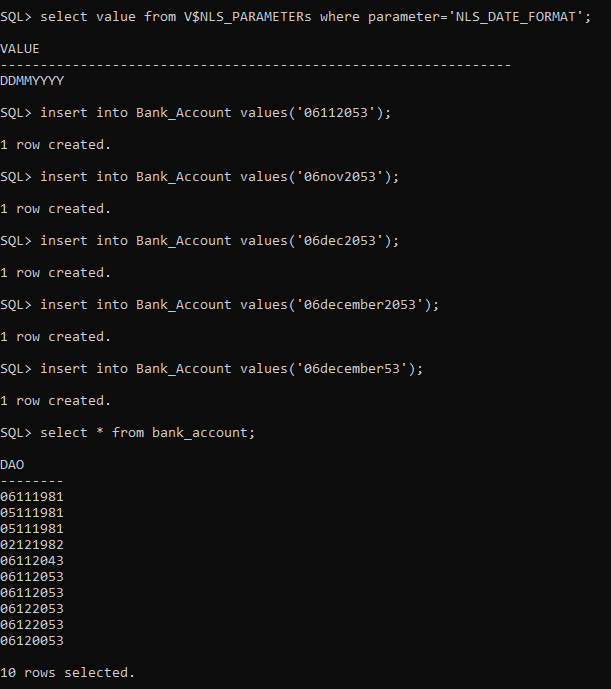 SQL> select value from V$NLS_PARAMETERs where parameter='NLS_DATE_FORMAT';
VALUE
----------------------------------------------------------------
DDMMYYYY
SQL> insert into Bank_Account values('06112053');
1 row created.
SQL> insert into Bank_Account values('06nov2053');
1 row created.
SQL> insert into Bank_Account values('06dec2053');
1 row created.
SQL> insert into Bank_Account values('06december2053');
1 row created.
SQL> insert into Bank_Account values('06december53');
1 row created.
SQL> select * from bank_account;
DAO
--------
06111981
05111981
05111981
02121982
06112043
06112053
06112053
06122053
06122053
06120053
10 rows selected.